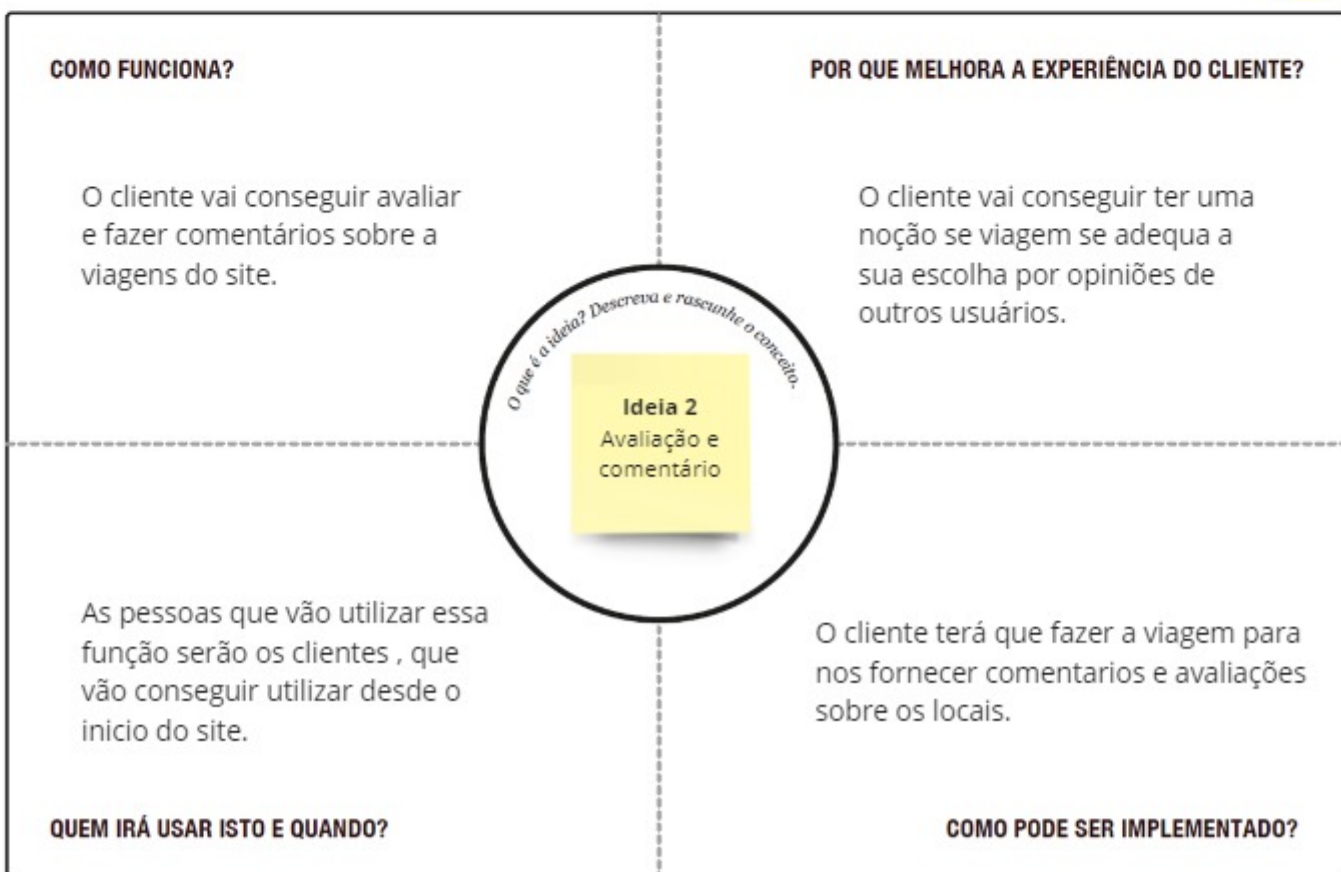 COMO FUNCIONA?
O cliente vai conseguir avaliar
e fazer comentários sobre a
viagens do site.
POR QUE MELHORA A EXPERIÊNCIA DO CLIENTE?
O cliente vai conseguir ter uma
noção se viagem se adequa a
sua escolha por opiniões de
outros usuários.
O que é a ideia? Descreva e rascunhe o conceito.
Ideia 2
Avaliação e
comentário
As pessoas que vão utilizar essa
função serão os clientes , que
vão conseguir utilizar desde o
inicio do site.
QUEM IRÁ USAR ISTO E QUANDO?
O cliente terá que fazer a viagem para
nos fornecer comentarios e avaliações
sobre os locais.
COMO PODE SER IMPLEMENTADO?